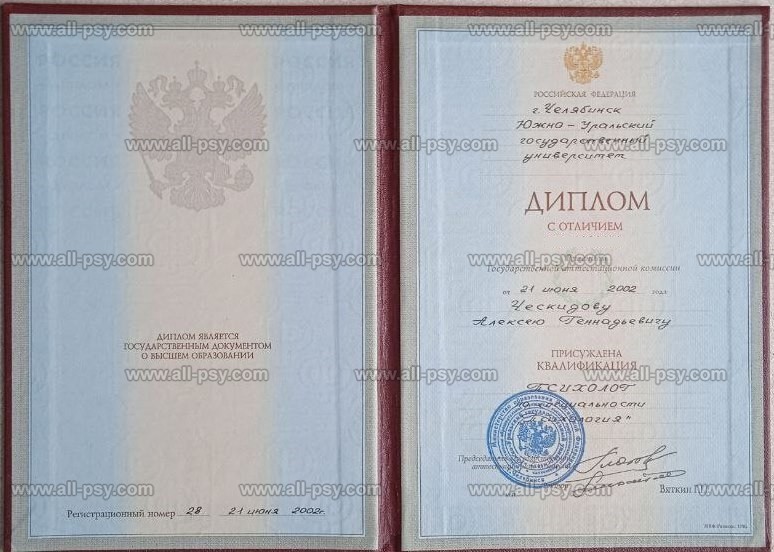 ДИПЛОМ ЯВЛЯЕТСЯ
ГОСУДАРСТВЕННЫМ ДОКУМЕНТОМ
О ВЫСШЕМ ОБРАЗОВАНИИ
Регистрационный номер 28 21 июня 2002г.
РОССИЙСКАЯ ФЕДЕРАЦИЯ
г. Челябинск
Южно-Уральский
государственный
университет
ДИПЛОМ
С ОТЛИЧИЕМ
Государственной аттестационной комиссии
от 21 июня 2002 года
Ческидову
Алексею Геннадьевичу
ПРИСУЖДЕНА
КВАЛИФИКАЦИЯ
ПСИХОЛОГ
Вяткин Г.П.
www.all-psy.com